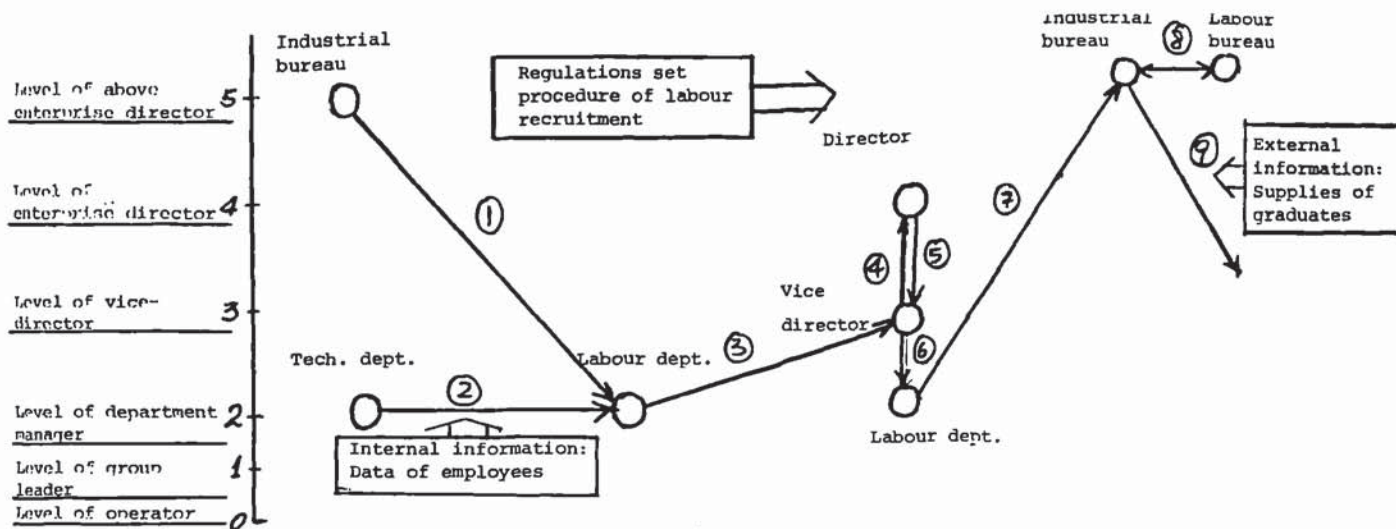 Industrial
bureau
Regulations set
procedure of labour
recruitment
Industrial
bureau
8
Labour
bureau
Level of above
enterprise director 5
Director
9
External
information:
Supplies of
graduates
Level of
enterprise director 4
1
7
4
5
Level of vice-
director
3
Vice
director
Tech. dept.
Labour dept.
3
6
2
Level of department
manager
2
Labour dept.
Internal information:
Data of employees
Level of group
leader
1
Level of operator
0